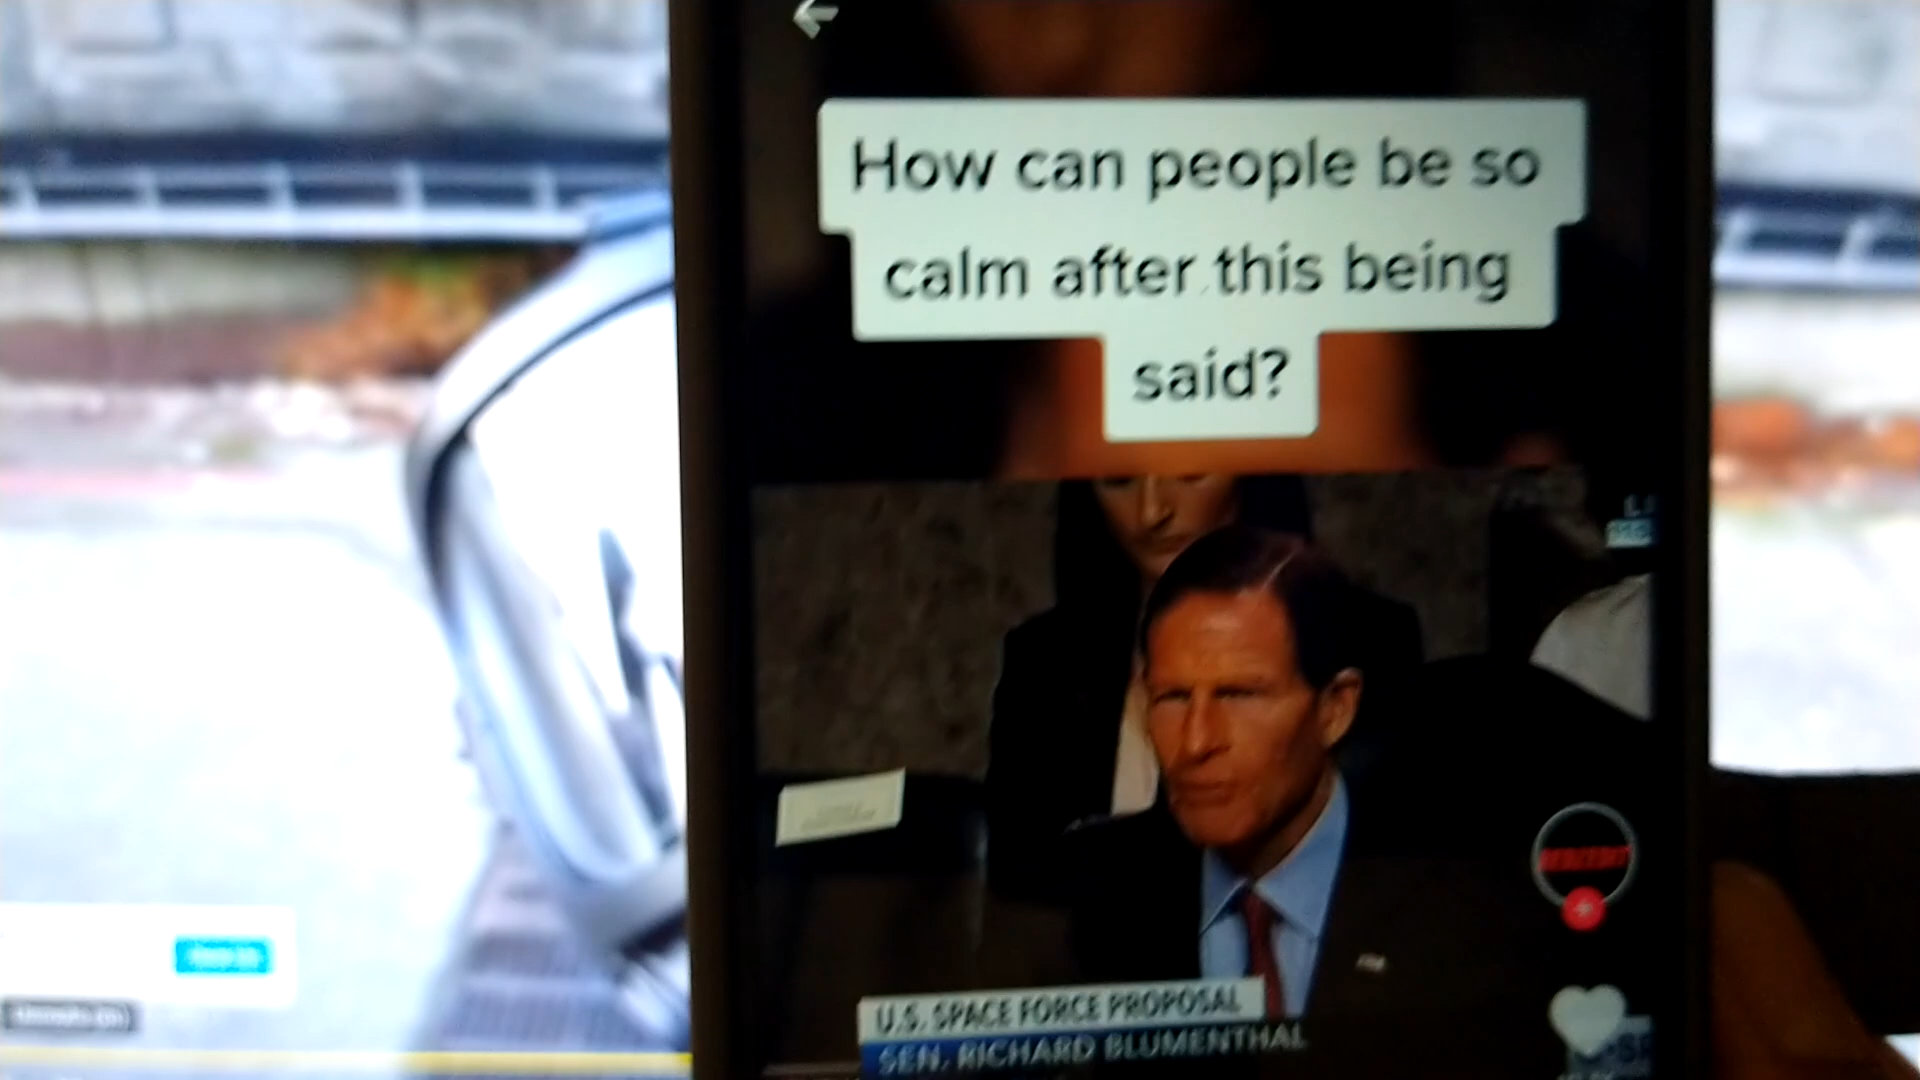 How can people be so
calm after this being
said?
U.S. SPACE FORCE PROPOSAL
SEN. RICHARD BLUMENTHAL